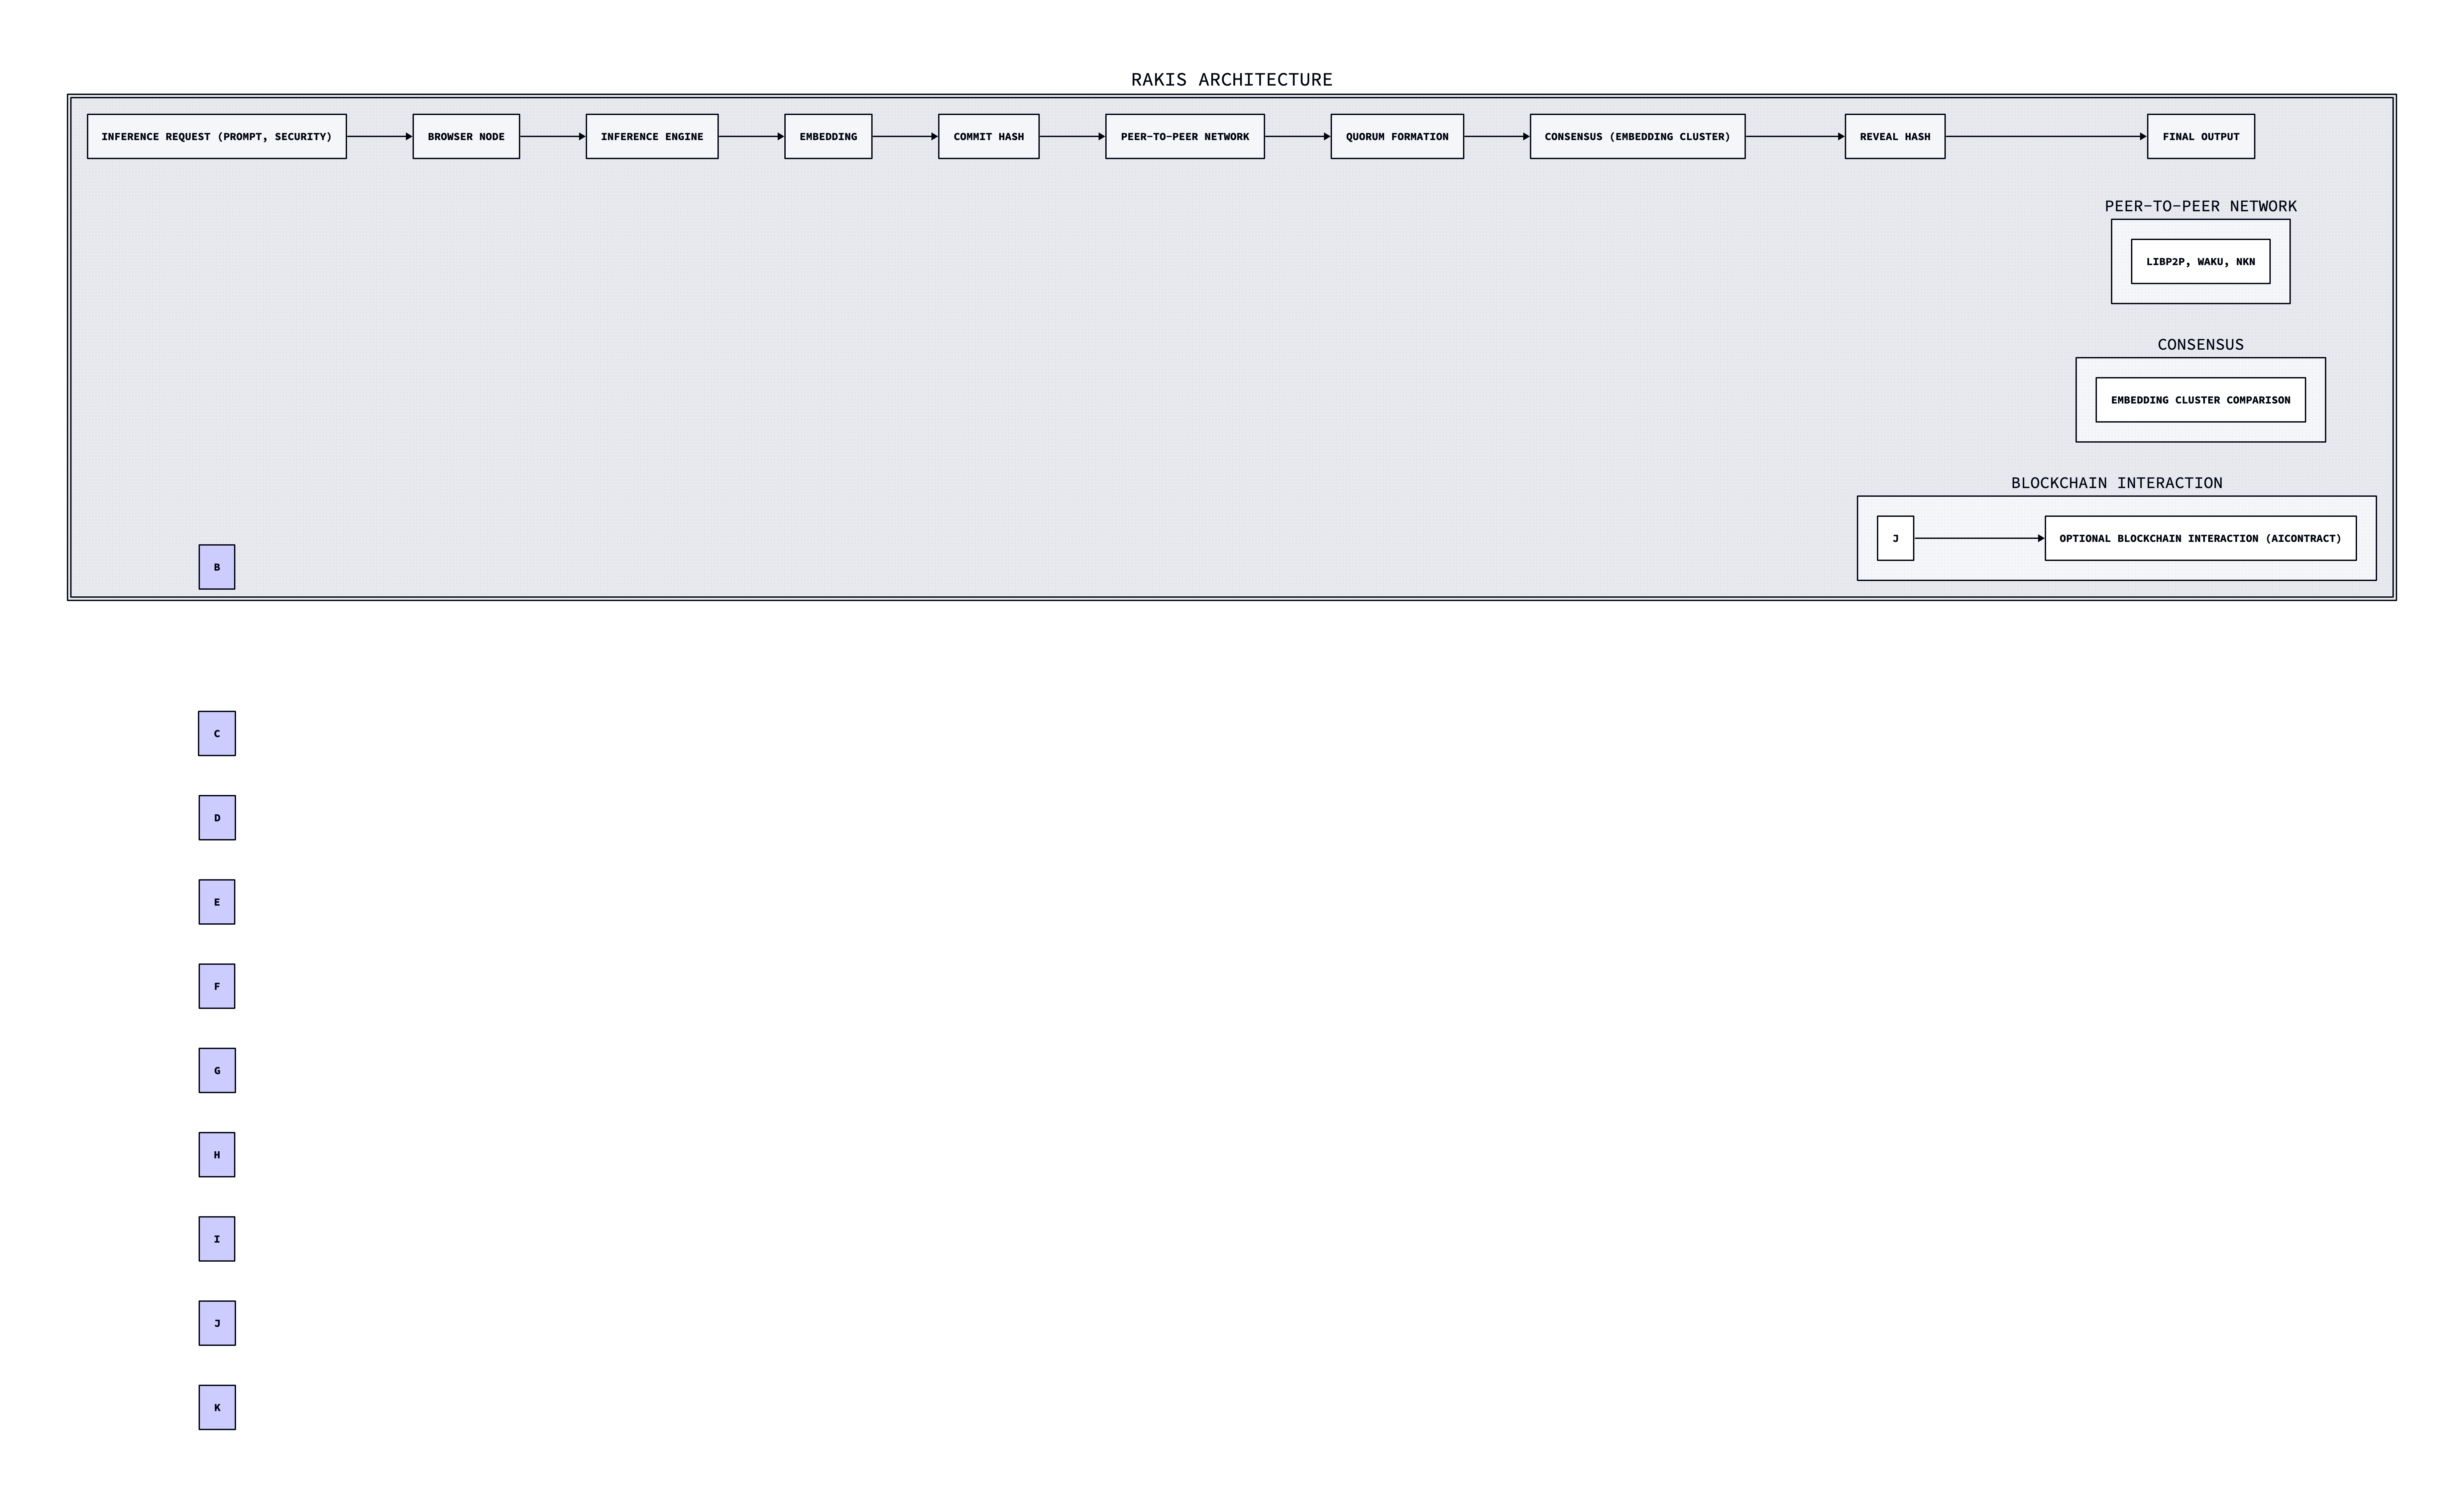 RAKIS ARCHITECTURE
INFERENCE REQUEST (PROMPT, SECURITY)
BROWSER NODE
INFERENCE ENGINE
EMBEDDING
COMMIT HASH
PEER-TO-PEER NETWORK
QUORUM FORMATION
CONSENSUS (EMBEDDING CLUSTER)
REVEAL HASH
FINAL OUTPUT
PEER-TO-PEER NETWORK
LIBP2P, WAKU, NKN
CONSENSUS
EMBEDDING CLUSTER COMPARISON
BLOCKCHAIN INTERACTION
J
OPTIONAL BLOCKCHAIN INTERACTION (AICONTRACT)
B
C
D
E
F
G
H
I
J
K